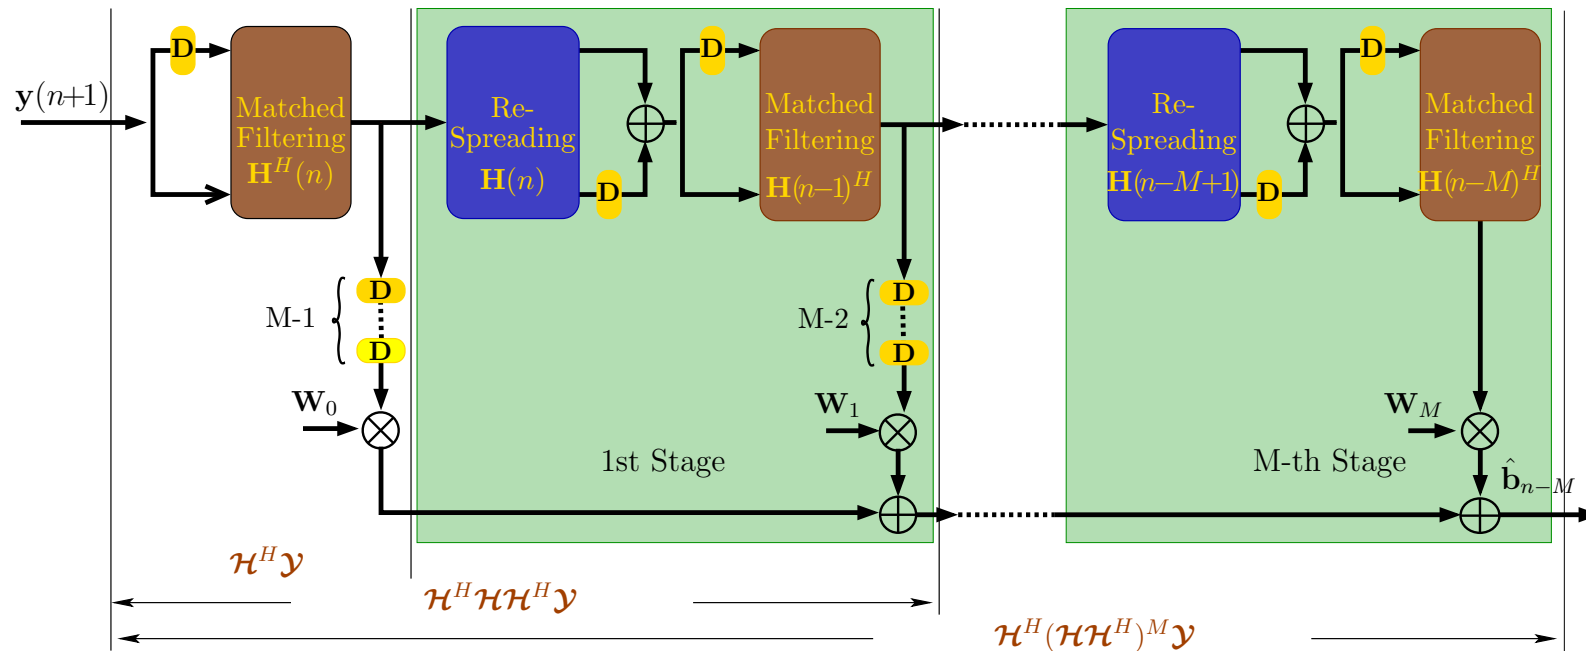 y(n+1)
D
Matched
Filtering
H^H(n)
Re-
Spreading
H(n)
D
D
Matched
Filtering
H(n−1)^H
Re-
Spreading
H(n−M+1)
D
D
Matched
Filtering
H(n−M)^H
M-1
D
D
M-2
D
D
W_0
W_1
W_M
1st Stage
M-th Stage
b̂_{n−M}
𝓗^H𝓨
𝓗^H𝓗𝓗^H𝓨
𝓗^H(𝓗𝓗^H)^M𝓨